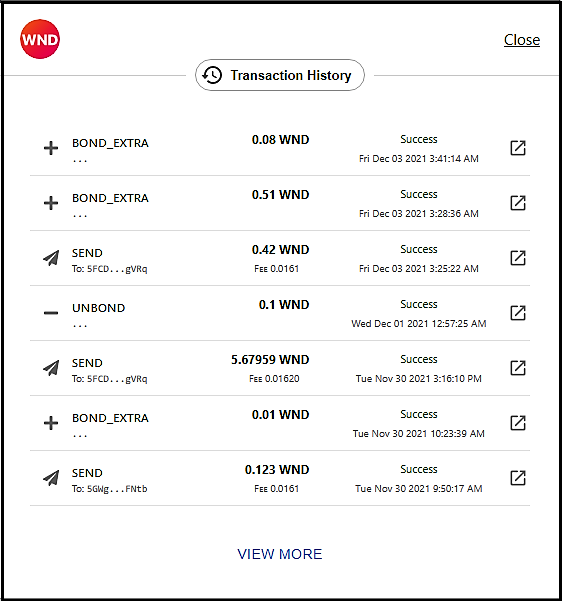 WND
Close
Transaction History
BOND_EXTRA 0.08 WND Success
... Fri Dec 03 2021 3:41:14 AM
BOND_EXTRA 0.51 WND Success
... Fri Dec 03 2021 3:28:36 AM
SEND 0.42 WND Success
To: 5FCD...gVRq Fee 0.0161 Fri Dec 03 2021 3:25:22 AM
UNBOND 0.1 WND Success
... Wed Dec 01 2021 12:57:25 AM
SEND 5.67959 WND Success
To: 5FCD...gVRq Fee 0.01620 Tue Nov 30 2021 3:16:10 PM
BOND_EXTRA 0.01 WND Success
... Tue Nov 30 2021 10:23:39 AM
SEND 0.123 WND Success
To: 5GWg...FNtb Fee 0.0161 Tue Nov 30 2021 9:50:17 AM
VIEW MORE